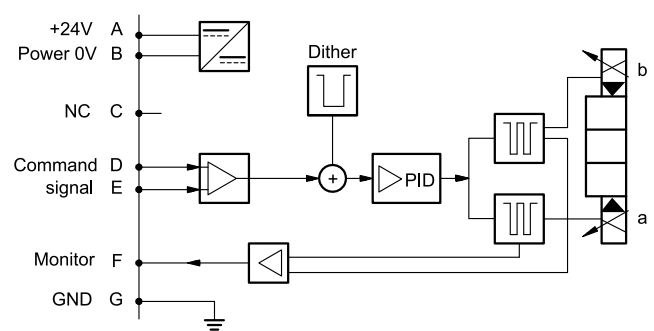 +24V A
Power 0V B
Dither
b
NC C
Command D
signal E
PID
a
Monitor F
GND G